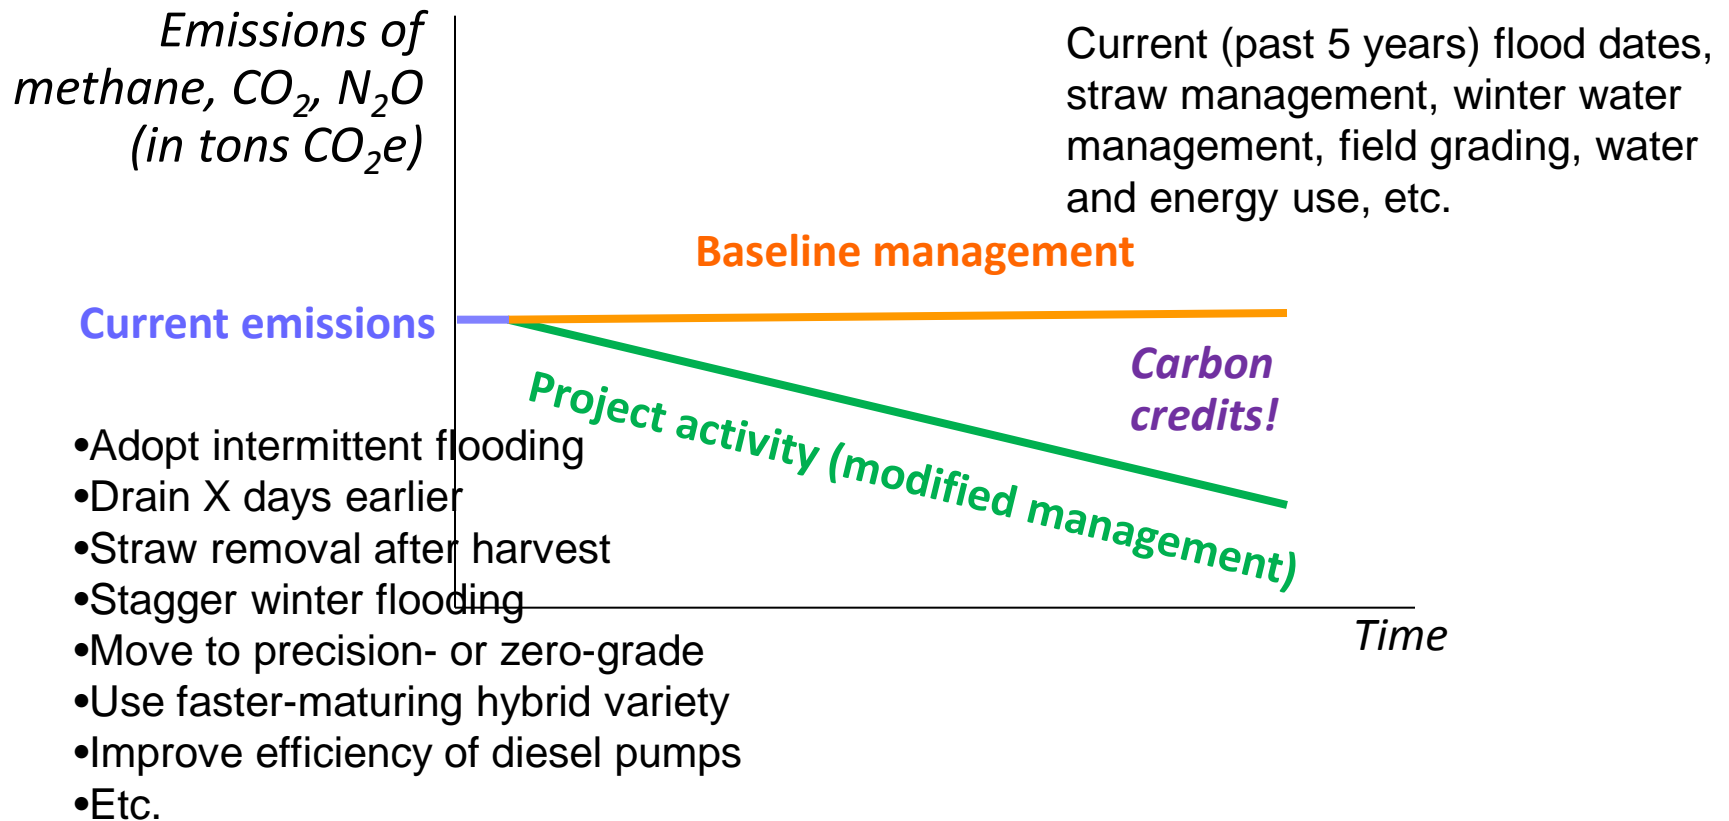 Emissions of
methane, CO₂, N₂O
(in tons CO₂e)
Current (past 5 years) flood dates,
straw management, winter water
management, field grading, water
and energy use, etc.
Baseline management
Current emissions
Carbon
credits!
Project activity (modified management)
•Adopt intermittent flooding
•Drain X days earlier
•Straw removal after harvest
•Stagger winter flooding
•Move to precision- or zero-grade
•Use faster-maturing hybrid variety
•Improve efficiency of diesel pumps
•Etc.
Time